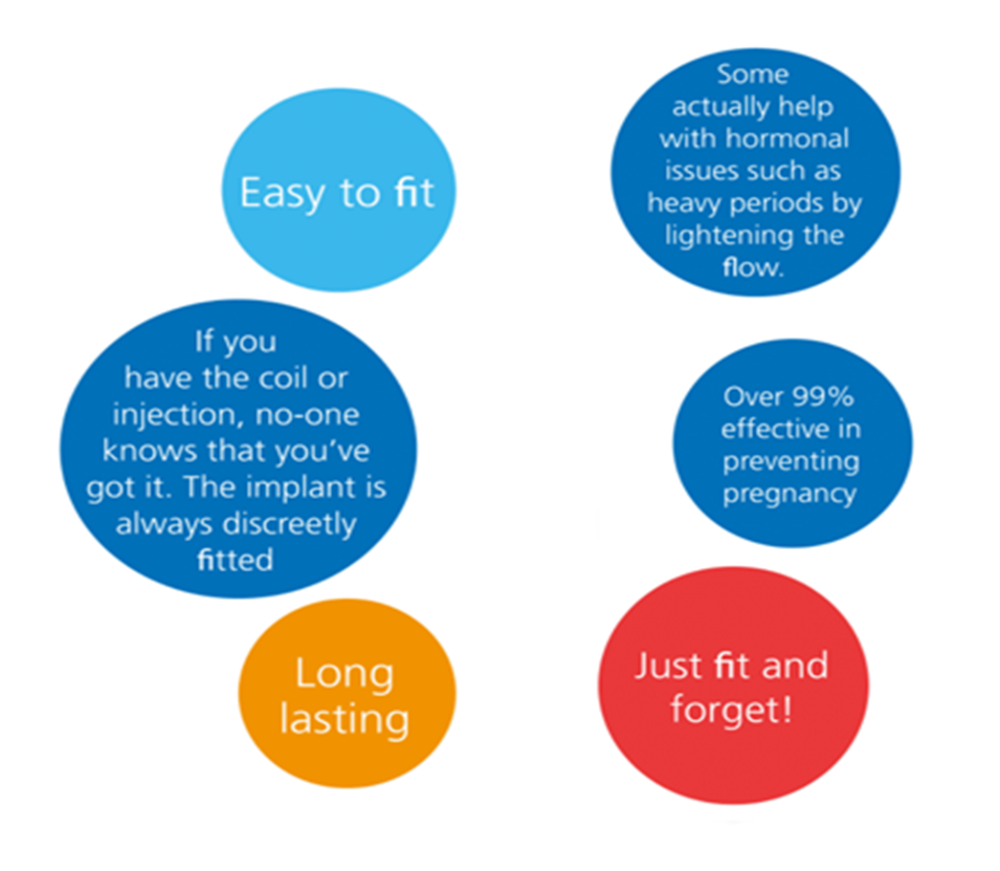 Easy to fit
If you
have the coil or
injection, no-one
knows that you've
got it. The implant is
always discreetly
fitted
Long
lasting
Some
actually help
with hormonal
issues such as
heavy periods by
lightening the
flow.
Over 99%
effective in
preventing
pregnancy
Just fit and
forget!